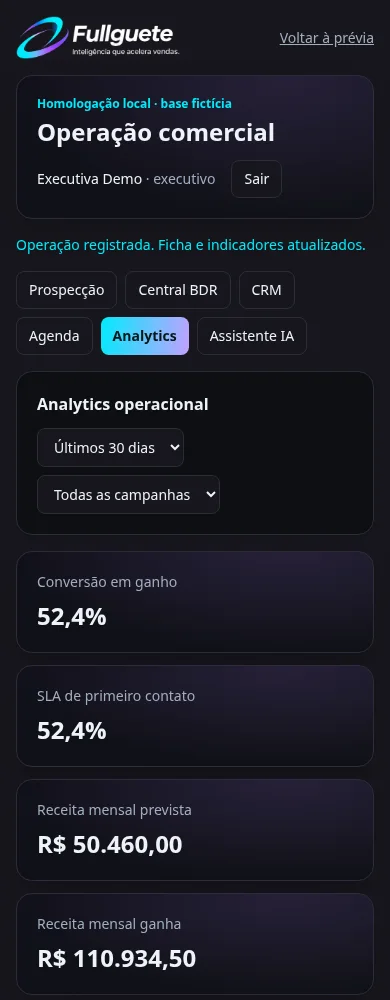 Fullguete
Inteligência que acelera vendas.
Voltar à prévia
Homologação local · base fictícia
Operação comercial
Executiva Demo · executivo
Sair
Operação registrada. Ficha e indicadores atualizados.
Prospecção
Central BDR
CRM
Agenda
Analytics
Assistente IA
Analytics operacional
Últimos 30 dias
Todas as campanhas
Conversão em ganho
52,4%
SLA de primeiro contato
52,4%
Receita mensal prevista
R$ 50.460,00
Receita mensal ganha
R$ 110.934,50